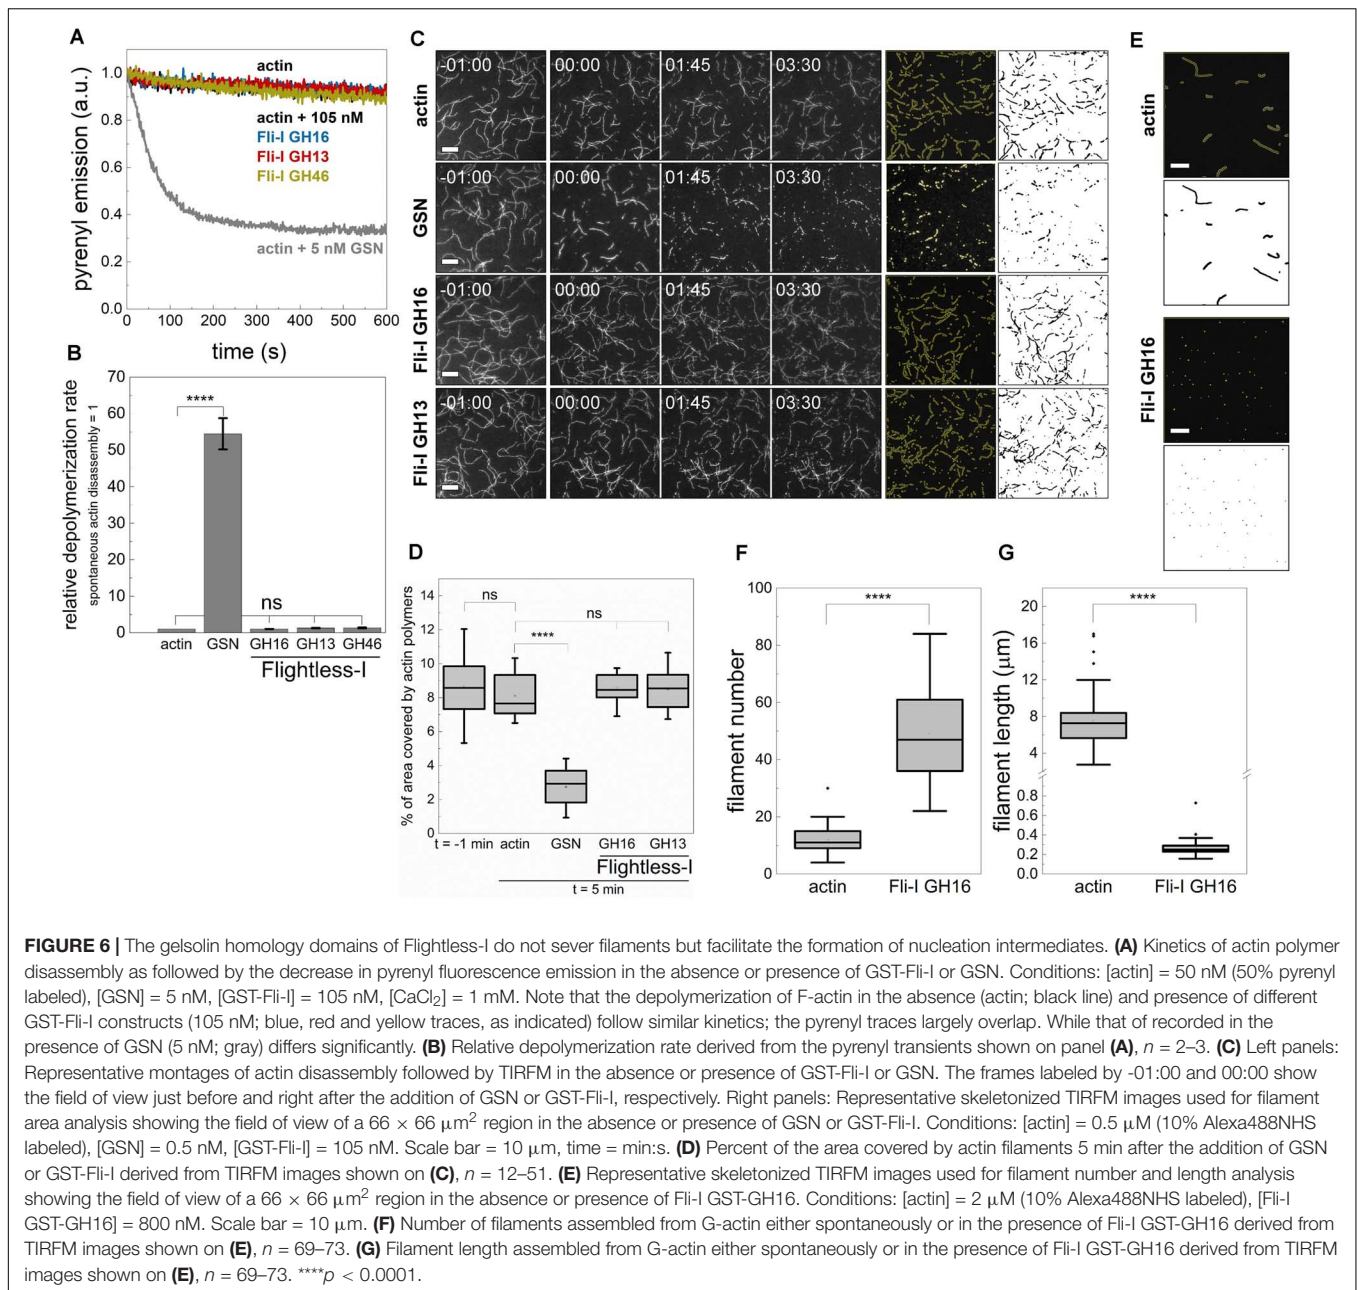 A
pyrenyl emission (a.u.)
1.0
0.8
0.6
0.4
0.2
0.0
actin
actin + 105 nM
Fli-I GH16
Fli-I GH13
Fli-I GH46
actin + 5 nM GSN
0 100 200 300 400 500 600
time (s)
B
relative depolymerization rate
spontaneous actin disassembly = 1
70
60
50
40
30
20
10
0
****
ns
actin GSN GH16 GH13 GH46
Flightless-I
C
actin
-01:00 00:00 01:45 03:30
GSN
-01:00 00:00 01:45 03:30
Fli-I GH16
-01:00 00:00 01:45 03:30
Fli-I GH13
-01:00 00:00 01:45 03:30
D
% of area covered by actin polymers
14
12
10
8
6
4
2
0
ns
ns
****
t = -1 min actin GSN GH16 GH13
Flightless-I
t = 5 min
E
actin
Fli-I GH16
F
filament number
100
80
60
40
20
0
****
actin Fli-I GH16
G
filament length (μm)
20
16
12
8
4
0.8
0.6
0.4
0.2
0.0
****
actin Fli-I GH16
FIGURE 6 | The gelsolin homology domains of Flightless-I do not sever filaments but facilitate the formation of nucleation intermediates. (A) Kinetics of actin polymer
disassembly as followed by the decrease in pyrenyl fluorescence emission in the absence or presence of GST-Fli-I or GSN. Conditions: [actin] = 50 nM (50% pyrenyl
labeled), [GSN] = 5 nM, [GST-Fli-I] = 105 nM, [CaCl2] = 1 mM. Note that the depolymerization of F-actin in the absence (actin; black line) and presence of different
GST-Fli-I constructs (105 nM; blue, red and yellow traces, as indicated) follow similar kinetics; the pyrenyl traces largely overlap. While that of recorded in the
presence of GSN (5 nM; gray) differs significantly. (B) Relative depolymerization rate derived from the pyrenyl transients shown on panel (A), n = 2–3. (C) Left panels:
Representative montages of actin disassembly followed by TIRFM in the absence or presence of GST-Fli-I or GSN. The frames labeled by -01:00 and 00:00 show
the field of view just before and right after the addition of GSN or GST-Fli-I, respectively. Right panels: Representative skeletonized TIRFM images used for filament
area analysis showing the field of view of a 66 × 66 μm² region in the absence or presence of GSN or GST-Fli-I. Conditions: [actin] = 0.5 μM (10% Alexa488NHS
labeled), [GSN] = 0.5 nM, [GST-Fli-I] = 105 nM. Scale bar = 10 μm, time = min:s. (D) Percent of the area covered by actin filaments 5 min after the addition of GSN
or GST-Fli-I derived from TIRFM images shown on (C), n = 12–51. (E) Representative skeletonized TIRFM images used for filament number and length analysis
showing the field of view of a 66 × 66 μm² region in the absence or presence of Fli-I GST-GH16. Conditions: [actin] = 2 μM (10% Alexa488NHS labeled), [Fli-I
GST-GH16] = 800 nM. Scale bar = 10 μm. (F) Number of filaments assembled from G-actin either spontaneously or in the presence of Fli-I GST-GH16 derived from
TIRFM images shown on (E), n = 69–73. (G) Filament length assembled from G-actin either spontaneously or in the presence of Fli-I GST-GH16 derived from TIRFM
images shown on (E), n = 69–73. ****p < 0.0001.